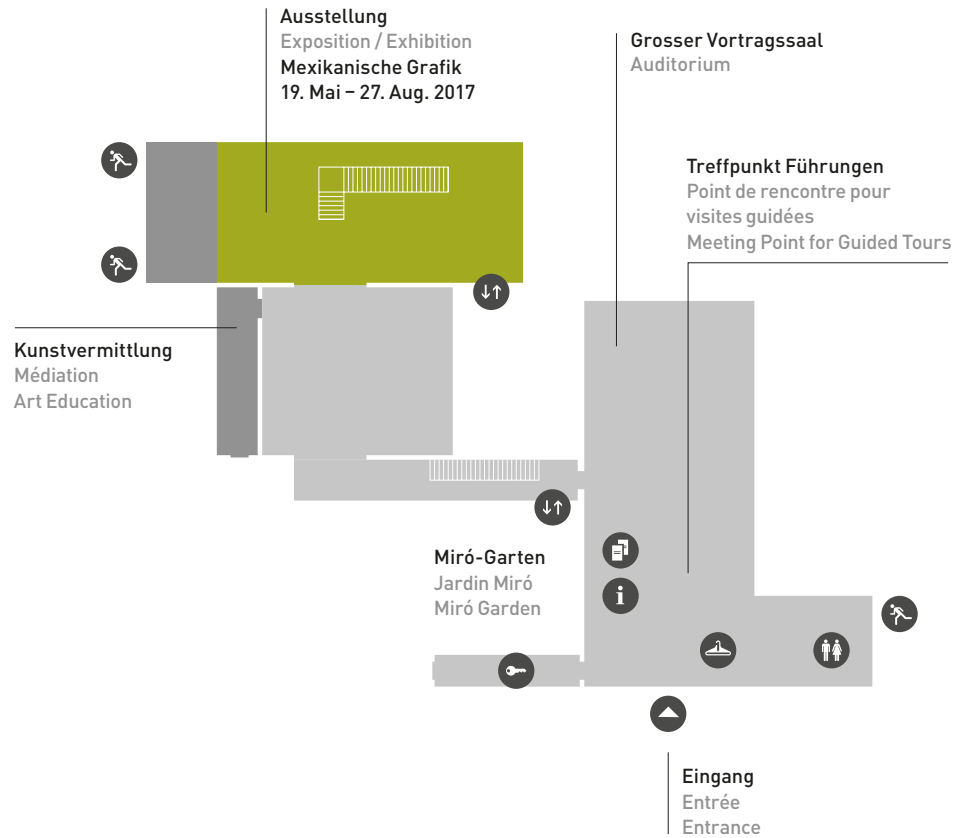 Ausstellung
Exposition / Exhibition
Mexikanische Grafik
19. Mai – 27. Aug. 2017
Grosser Vortragssaal
Auditorium
Treffpunkt Führungen
Point de rencontre pour
visites guidées
Meeting Point for Guided Tours
Kunstvermittlung
Médiation
Art Education
Miró-Garten
Jardin Miró
Miró Garden
i
Eingang
Entrée
Entrance